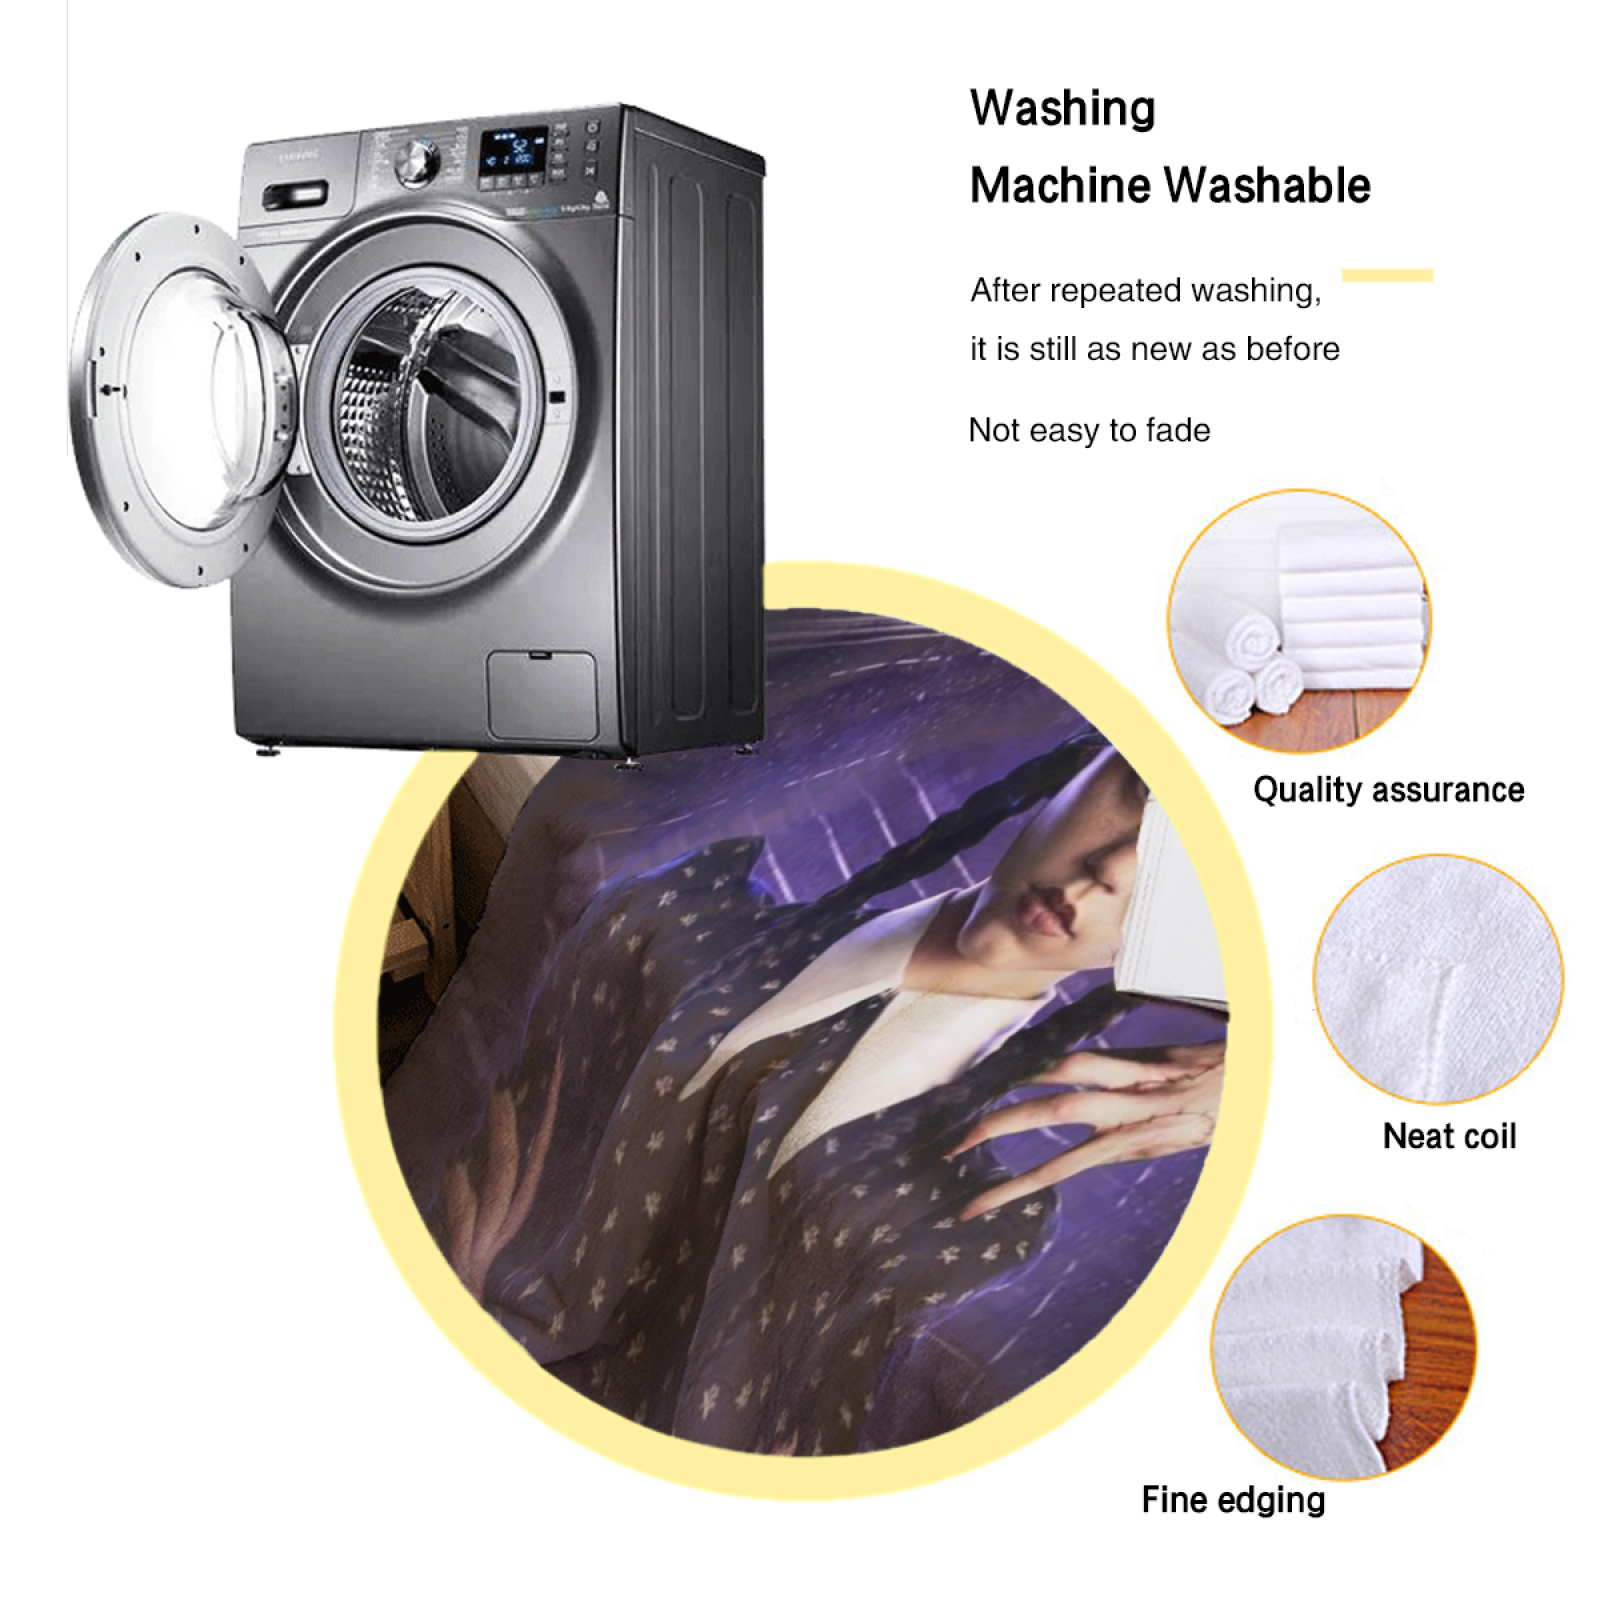 Washing
Machine Washable
After repeated washing,
it is still as new as before
Not easy to fade
Quality assurance
Neat coil
Fine edging